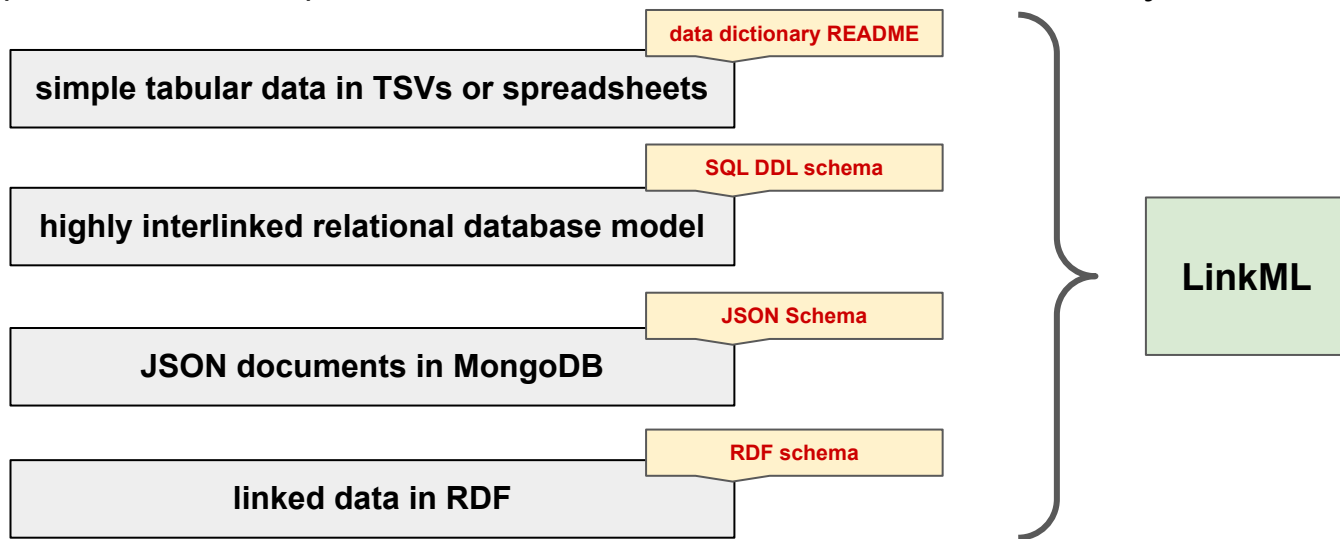 data dictionary README
simple tabular data in TSVs or spreadsheets
SQL DDL schema
highly interlinked relational database model
LinkML
JSON Schema
JSON documents in MongoDB
RDF schema
linked data in RDF